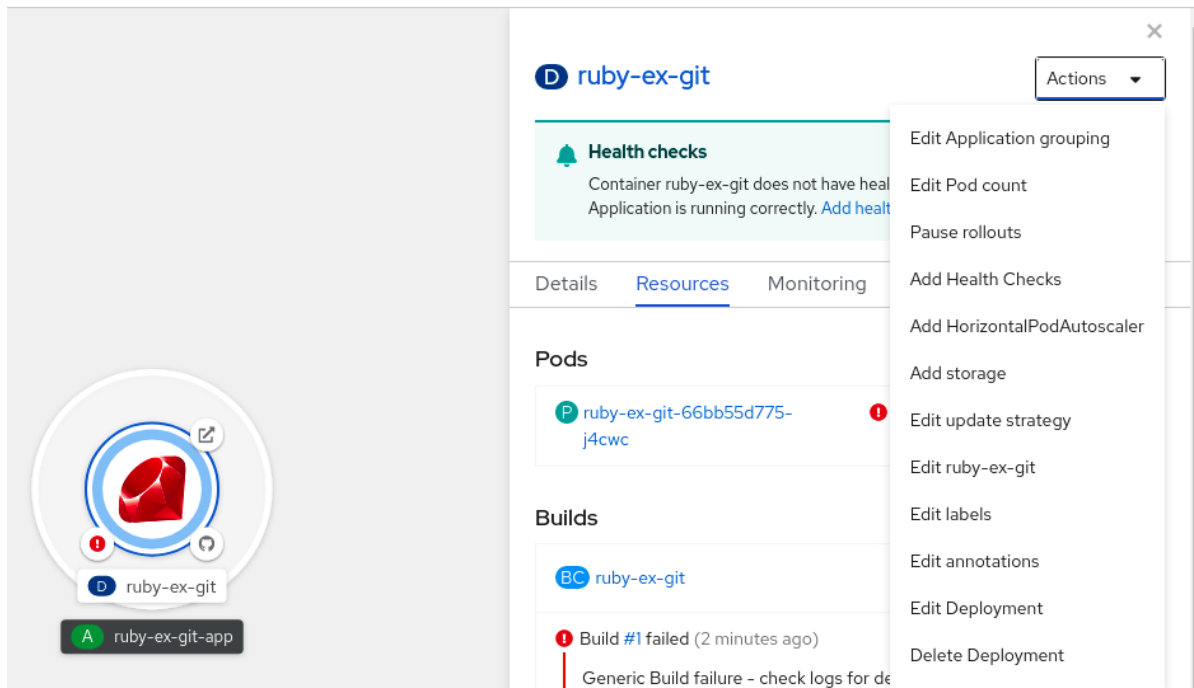 D ruby-ex-git
Actions
Health checks
Container ruby-ex-git does not have
Application is running correctly. Add
Details Resources Monitoring
Pods
P ruby-ex-git-66bb55d775-
j4cwc
Builds
BC ruby-ex-git
Build #1 failed (2 minutes ago)
Generic Build failure - check logs for
Edit Application grouping
Edit Pod count
Pause rollouts
Add Health Checks
Add HorizontalPodAutoscaler
Add storage
Edit update strategy
Edit ruby-ex-git
Edit labels
Edit annotations
Edit Deployment
Delete Deployment
D ruby-ex-git
A ruby-ex-git-app